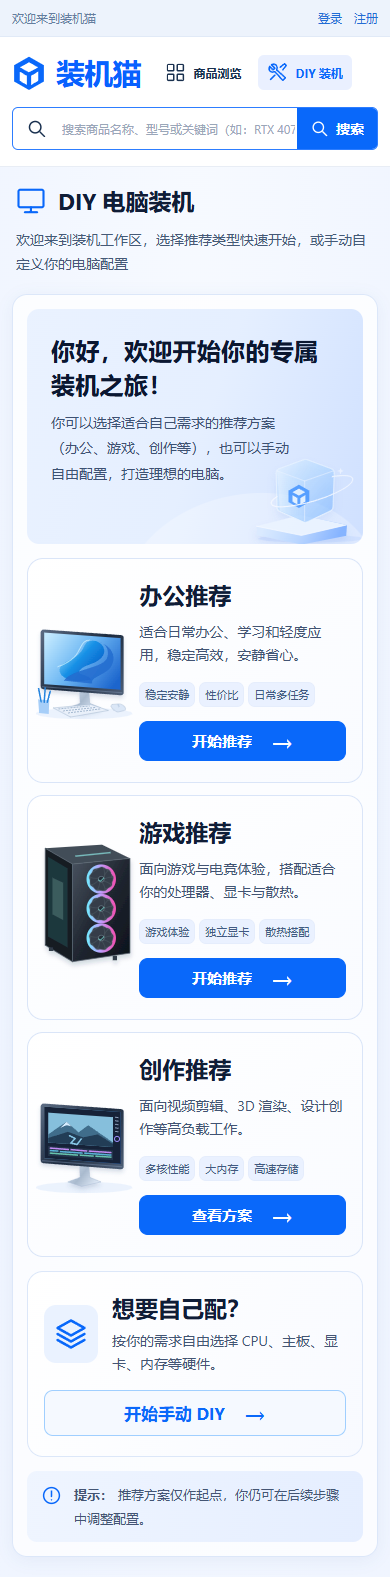 欢迎来到装机猫
登录 注册
装机猫
商品浏览
DIY 装机
搜索商品名称、型号或关键词（如：RTX 407
搜索
DIY 电脑装机
欢迎来到装机工作区，选择推荐类型快速开始，或手动自
定义你的电脑配置
你好，欢迎开始你的专属
装机之旅！
你可以选择适合自己需求的推荐方案
（办公、游戏、创作等），也可以手动
自由配置，打造理想的电脑。
办公推荐
适合日常办公、学习和轻度应
用，稳定高效，安静省心。
稳定安静 性价比 日常多任务
开始推荐 →
游戏推荐
面向游戏与电竞体验，搭配适合
你的处理器、显卡与散热。
游戏体验 独立显卡 散热搭配
开始推荐 →
创作推荐
面向视频剪辑、3D 渲染、设计创
作等高负载工作。
多核性能 大内存 高速存储
查看方案 →
想要自己配？
按你的需求自由选择 CPU、主板、显
卡、内存等硬件。
开始手动 DIY →
提示： 推荐方案仅作起点，你仍可在后续步骤
中调整配置。